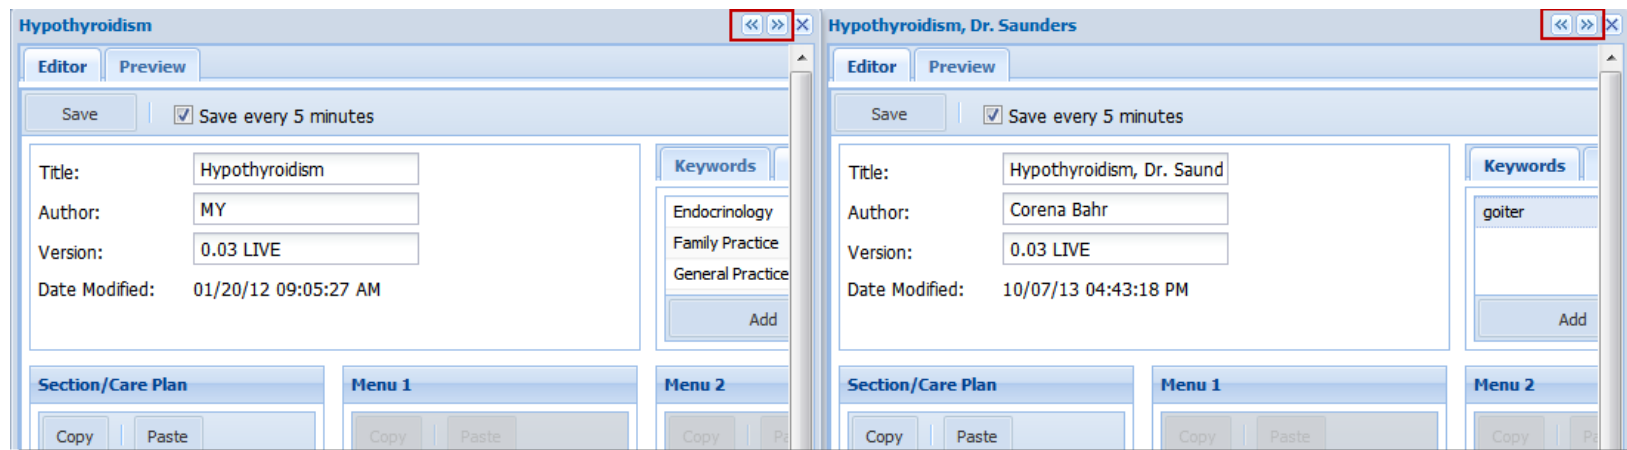 Hypothyroidism
Editor Preview
Save Save every 5 minutes
Title: Hypothyroidism
Author: MY
Version: 0.03 LIVE
Date Modified: 01/20/12 09:05:27 AM
Keywords
Endocrinology
Family Practice
General Practice
Add
Section/Care Plan Menu 1 Menu 2
Copy Paste Copy Paste Copy Pa
Hypothyroidism, Dr. Saunders
Editor Preview
Save Save every 5 minutes
Title: Hypothyroidism, Dr. Saund
Author: Corena Bahr
Version: 0.03 LIVE
Date Modified: 10/07/13 04:43:18 PM
Keywords
goiter
Add
Section/Care Plan Menu 1 Menu 2
Copy Paste Copy Paste Copy Pa